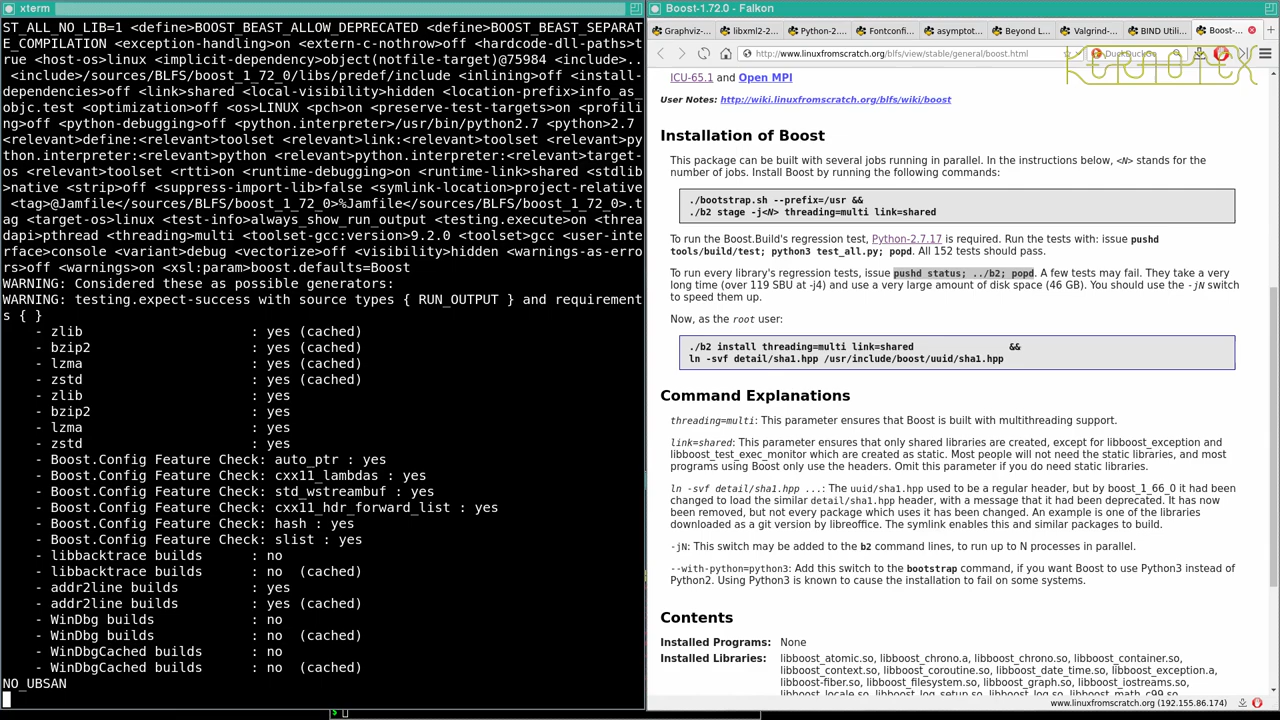 xterm
ST_ALL_NO_LIB=1 <define>BOOST_BEAST_ALLOW_DEPRECATED <define>BOOST_BEAST_SEPARAT
E_COMPILATION <exception-handling>on <extern-c-nothrow>off <hardcode-dll-paths>t
rue <host-os>linux <implicit-dependency>object(notfile-target)@75984 <include>..
 <include>/sources/BLFS/boost_1_72_0/libs/predef/include <inlining>off <install-
dependencies>off <link>shared <local-visibility>hidden <location-prefix>info_as_
objc.test <optimization>off <os>LINUX <pch>on <preserve-test-targets>on <profili
ng>off <python-debugging>off <python.interpreter>/usr/bin/python2.7 <python>2.7
<relevant>define:<relevant>toolset <relevant>link:<relevant>toolset <relevant>py
thon.interpreter:<relevant>python <relevant>python.interpreter:<relevant>target-
os <relevant>toolset <rtti>on <runtime-debugging>on <runtime-link>shared <stdlib
>native <strip>off <suppress-import-lib>false <symlink-location>project-relative
 <tag>@Jamfile</sources/BLFS/boost_1_72_0>%Jamfile</sources/BLFS/boost_1_72_0>.t
ag <target-os>linux <test-info>always_show_run_output <testing.execute>on <threa
dapi>pthread <threading>multi <toolset-gcc:version>9.2.0 <toolset>gcc <user-inte
rface>console <variant>debug <vectorize>off <visibility>hidden <warnings-as-erro
rs>off <warnings>on <xsl:param>boost.defaults=Boost
WARNING: Considered these as possible generators:
WARNING: testing.expect-success with source types { RUN_OUTPUT } and requirement
s { }
- zlib : yes (cached)
- bzip2 : yes (cached)
- lzma : yes (cached)
- zstd : yes (cached)
- zlib : yes
- bzip2 : yes
- lzma : yes
- zstd : yes
- Boost.Config Feature Check: auto_ptr : yes
- Boost.Config Feature Check: cxx11_lambdas : yes
- Boost.Config Feature Check: std_wstreambuf : yes
- Boost.Config Feature Check: cxx11_hdr_forward_list : yes
- Boost.Config Feature Check: hash : yes
- Boost.Config Feature Check: slist : yes
- libbacktrace builds : no
- libbacktrace builds : no (cached)
- addr2line builds : yes
- addr2line builds : yes (cached)
- WinDbg builds : no
- WinDbg builds : no (cached)
- WinDbgCached builds : no
- WinDbgCached builds : no (cached)
NO_UBSAN
$
Boost-1.72.0 - Falkon
Graphviz-... libxml2-2... Python-2... Fontconfi... asymptot... Beyond L... Valgrind-... BIND Utili... Boost-...
http://www.linuxfromscratch.org/blfs/view/stable/general/boost.html DuckDuckGo
KERNOTEX
ICU-65.1 and Open MPI
User Notes: http://wiki.linuxfromscratch.org/blfs/wiki/boost
Installation of Boost
This package can be built with several jobs running in parallel. In the instructions below, <N> stands for the
number of jobs. Install Boost by running the following commands:
./bootstrap.sh --prefix=/usr &&
./b2 stage -j<N> threading=multi link=shared
To run the Boost.Build's regression test, Python-2.7.17 is required. Run the tests with: issue pushd
tools/build/test; python3 test_all.py; popd. All 152 tests should pass.
To run every library's regression tests, issue pushd status; ../b2; popd. A few tests may fail. They take a very
long time (over 119 SBU at -j4) and use a very large amount of disk space (46 GB). You should use the -jN switch
to speed them up.
Now, as the root user:
./b2 install threading=multi link=shared &&
ln -svf detail/sha1.hpp /usr/include/boost/uuid/sha1.hpp
Command Explanations
threading=multi: This parameter ensures that Boost is built with multithreading support.
link=shared: This parameter ensures that only shared libraries are created, except for libboost_exception and
libboost_test_exec_monitor which are created as static. Most people will not need the static libraries, and most
programs using Boost only use the headers. Omit this parameter if you do need static libraries.
ln -svf detail/sha1.hpp ...: The uuid/sha1.hpp used to be a regular header, but by boost_1_66_0 it had
been changed to load the similar detail/sha1.hpp header, with a message that it had been deprecated. It has now
been removed, but not every package which uses it has been changed. An example is one of the libraries
downloaded as a git version by libreoffice. The symlink enables this and similar packages to build.
-jN: This switch may be added to the b2 command lines, to run up to N processes in parallel.
--with-python=python3: Add this switch to the bootstrap command, if you want Boost to use Python3 instead of
Python2. Using Python3 is known to cause the installation to fail on some systems.
Contents
Installed Programs: None
Installed Libraries: libboost_atomic.so, libboost_chrono.a, libboost_chrono.so, libboost_container.so,
libboost_context.so, libboost_coroutine.so, libboost_date_time.so, libboost_exception.a,
libboost-fiber.so, libboost_filesystem.so, libboost_graph.so, libboost_iostreams.so,
libboost_locale.so, libboost_log_setup.so, libboost_log.so, libboost_math_c99.so,
www.linuxfromscratch.org (192.155.86.174)